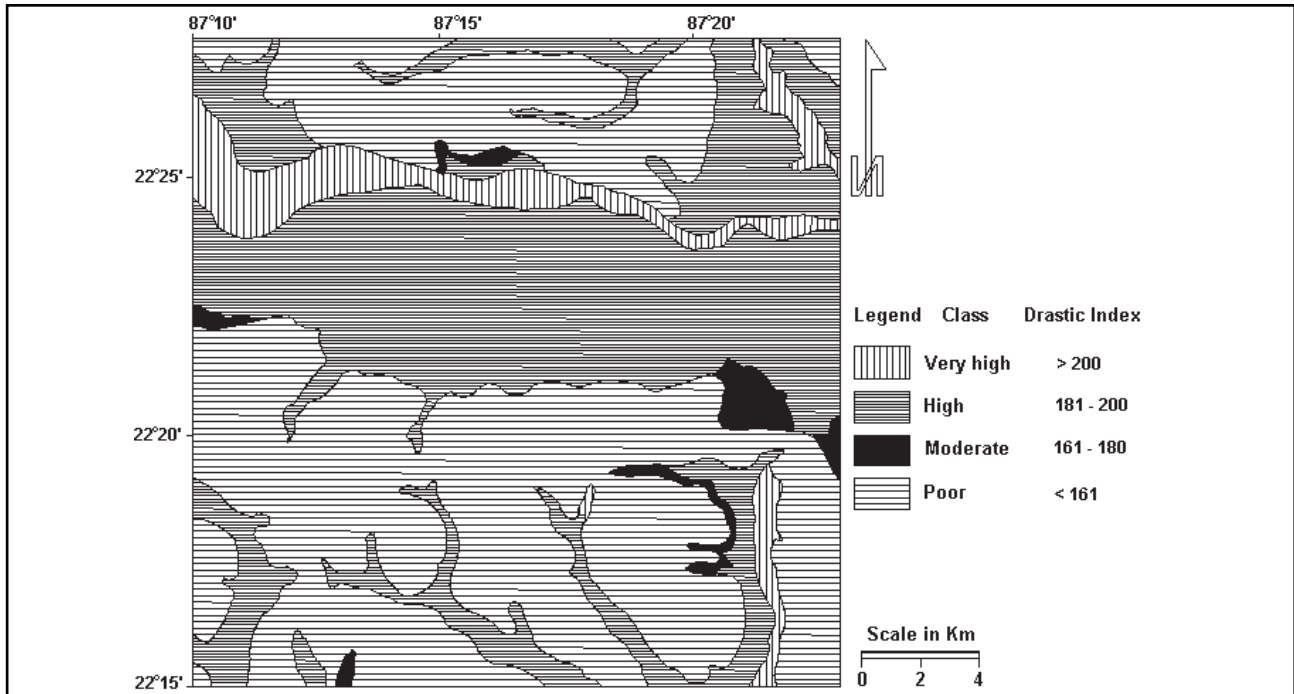 87°10' 87°15' 87°20'
22°25'
22°20'
22°15'
N
Legend Class Drastic Index
Very high > 200
High 181 - 200
Moderate 161 - 180
Poor < 161
Scale in Km
0 2 4